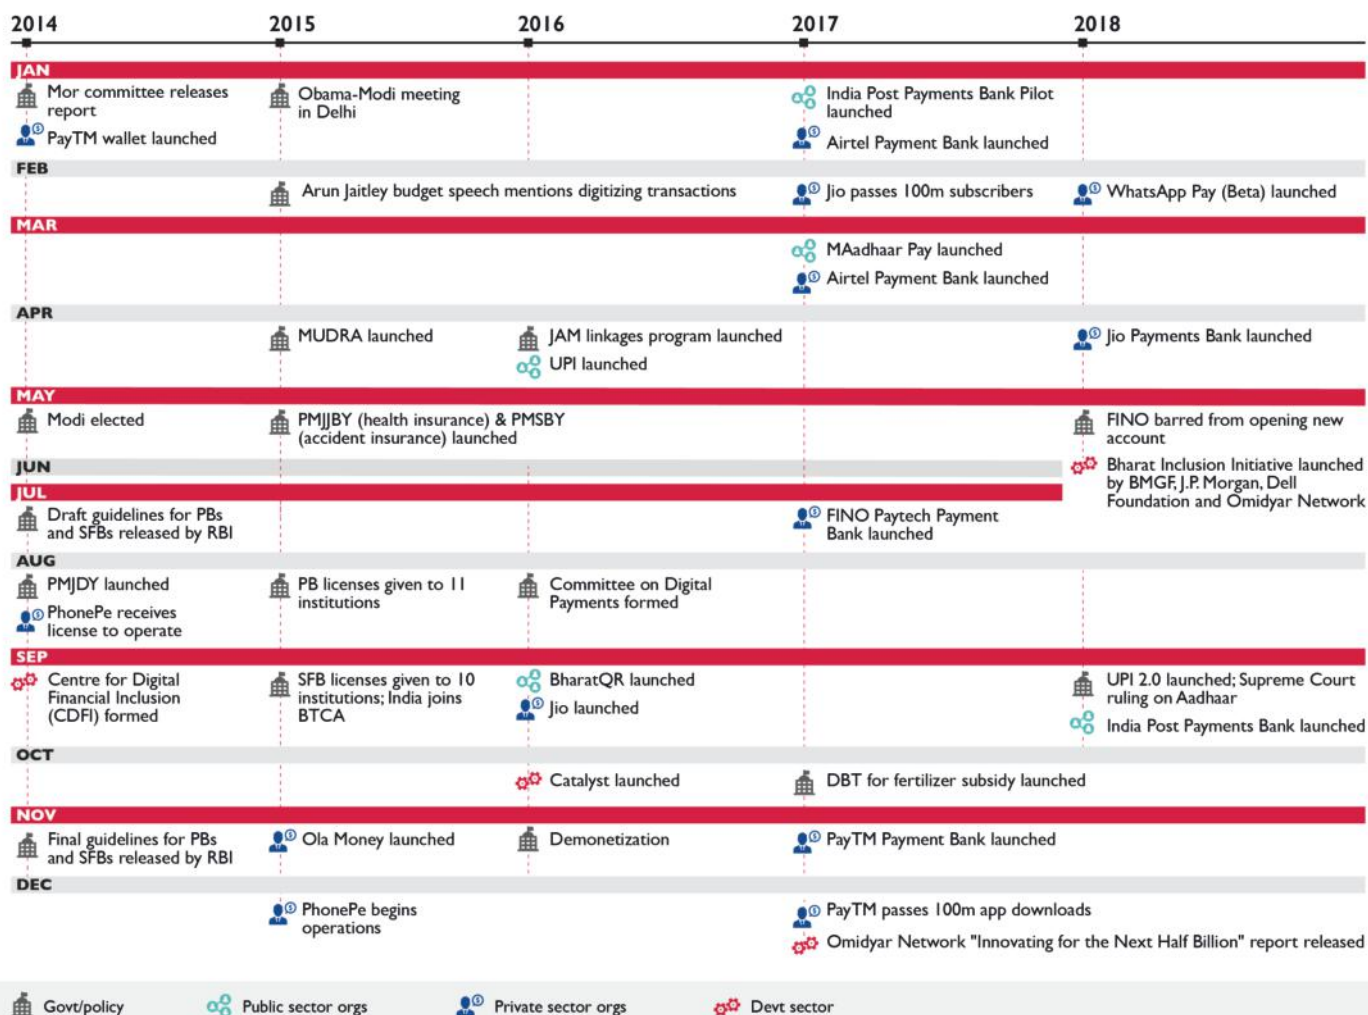 2014 2015 2016 2017 2018
JAN
Mor committee releases
report
PayTM wallet launched
Obama-Modi meeting
in Delhi
India Post Payments Bank Pilot
launched
Airtel Payment Bank launched
FEB
Arun Jaitley budget speech mentions digitizing transactions
Jio passes 100m subscribers
WhatsApp Pay (Beta) launched
MAR
MAadhaar Pay launched
Airtel Payment Bank launched
APR
MUDRA launched
JAM linkages program launched
UPI launched
Jio Payments Bank launched
MAY
Modi elected
PMJJBY (health insurance) & PMSBY
(accident insurance) launched
FINO barred from opening new
account
Bharat Inclusion Initiative launched
by BMGF, J.P. Morgan, Dell
Foundation and Omidyar Network
JUN
JUL
Draft guidelines for PBs
and SFBs released by RBI
FINO Paytech Payment
Bank launched
AUG
PMJDY launched
PhonePe receives
license to operate
PB licenses given to 11
institutions
Committee on Digital
Payments formed
SEP
Centre for Digital
Financial Inclusion
(CDFI) formed
SFB licenses given to 10
institutions; India joins
BTCA
BharatQR launched
Jio launched
UPI 2.0 launched; Supreme Court
ruling on Aadhaar
India Post Payments Bank launched
OCT
Catalyst launched
DBT for fertilizer subsidy launched
NOV
Final guidelines for PBs
and SFBs released by RBI
Ola Money launched
Demonetization
PayTM Payment Bank launched
DEC
PhonePe begins
operations
PayTM passes 100m app downloads
Omidyar Network "Innovating for the Next Half Billion" report released
Govt/policy
Public sector orgs
Private sector orgs
Devt sector